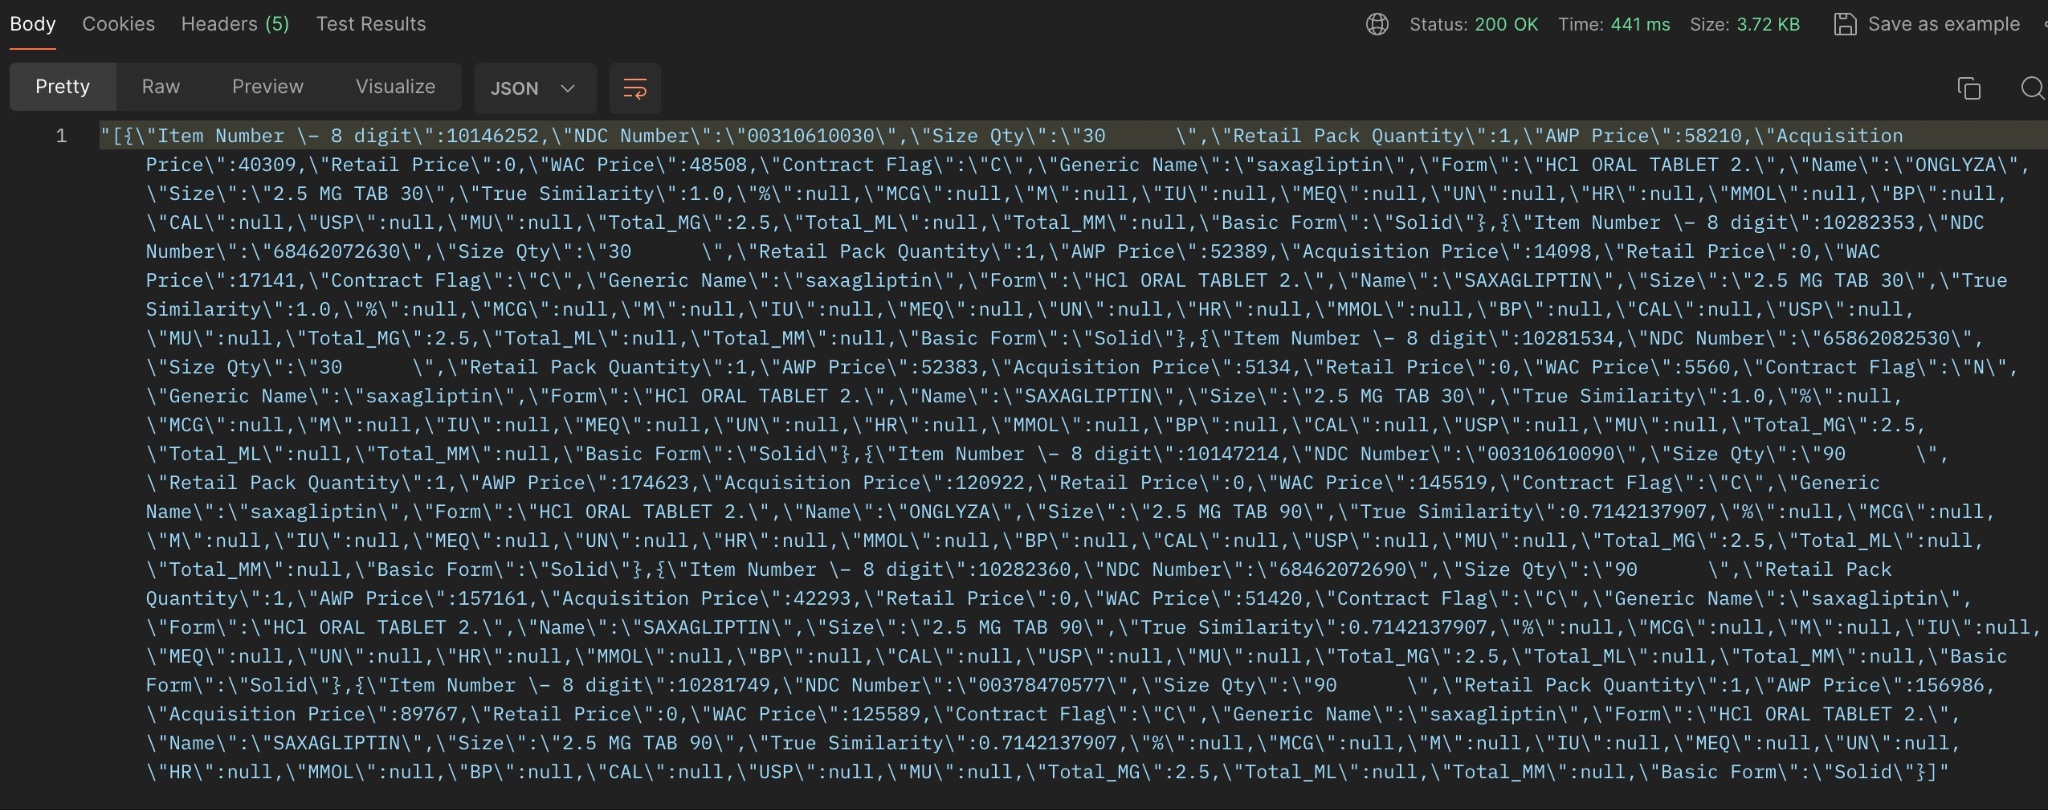 Body Cookies Headers (5) Test Results Status: 200 OK Time: 441 ms Size: 3.72 KB Save as example
Pretty Raw Preview Visualize JSON
1 "[{\"Item Number \- 8 digit\":10146252,\"NDC Number\":\"00310610030\",\"Size Qty\":\"30      \",\"Retail Pack Quantity\":1,\"AWP Price\":58210,\"Acquisition
Price\":40309,\"Retail Price\":0,\"WAC Price\":48508,\"Contract Flag\":\"C\",\"Generic Name\":\"saxagliptin\",\"Form\":\"HCl ORAL TABLET 2.\",\"Name\":\"ONGLYZA\",
\"Size\":\"2.5 MG TAB 30\",\"True Similarity\":1.0,\"%\":null,\"MCG\":null,\"M\":null,\"IU\":null,\"MEQ\":null,\"UN\":null,\"HR\":null,\"MMOL\":null,\"BP\":null,
\"CAL\":null,\"USP\":null,\"MU\":null,\"Total_MG\":2.5,\"Total_ML\":null,\"Total_MM\":null,\"Basic Form\":\"Solid\"},{\"Item Number \- 8 digit\":10282353,\"NDC
Number\":\"68462072630\",\"Size Qty\":\"30      \",\"Retail Pack Quantity\":1,\"AWP Price\":52389,\"Acquisition Price\":14098,\"Retail Price\":0,\"WAC
Price\":17141,\"Contract Flag\":\"C\",\"Generic Name\":\"saxagliptin\",\"Form\":\"HCl ORAL TABLET 2.\",\"Name\":\"SAXAGLIPTIN\",\"Size\":\"2.5 MG TAB 30\",\"True
Similarity\":1.0,\"%\":null,\"MCG\":null,\"M\":null,\"IU\":null,\"MEQ\":null,\"UN\":null,\"HR\":null,\"MMOL\":null,\"BP\":null,\"CAL\":null,\"USP\":null,
\"MU\":null,\"Total_MG\":2.5,\"Total_ML\":null,\"Total_MM\":null,\"Basic Form\":\"Solid\"},{\"Item Number \- 8 digit\":10281534,\"NDC Number\":\"65862082530\",
\"Size Qty\":\"30      \",\"Retail Pack Quantity\":1,\"AWP Price\":52383,\"Acquisition Price\":5134,\"Retail Price\":0,\"WAC Price\":5560,\"Contract Flag\":\"N\",
\"Generic Name\":\"saxagliptin\",\"Form\":\"HCl ORAL TABLET 2.\",\"Name\":\"SAXAGLIPTIN\",\"Size\":\"2.5 MG TAB 30\",\"True Similarity\":1.0,\"%\":null,
\"MCG\":null,\"M\":null,\"IU\":null,\"MEQ\":null,\"UN\":null,\"HR\":null,\"MMOL\":null,\"BP\":null,\"CAL\":null,\"USP\":null,\"MU\":null,\"Total_MG\":2.5,
\"Total_ML\":null,\"Total_MM\":null,\"Basic Form\":\"Solid\"},{\"Item Number \- 8 digit\":10147214,\"NDC Number\":\"00310610090\",\"Size Qty\":\"90      \",
\"Retail Pack Quantity\":1,\"AWP Price\":174623,\"Acquisition Price\":120922,\"Retail Price\":0,\"WAC Price\":145519,\"Contract Flag\":\"C\",\"Generic
Name\":\"saxagliptin\",\"Form\":\"HCl ORAL TABLET 2.\",\"Name\":\"ONGLYZA\",\"Size\":\"2.5 MG TAB 90\",\"True Similarity\":0.7142137907,\"%\":null,\"MCG\":null,
\"M\":null,\"IU\":null,\"MEQ\":null,\"UN\":null,\"HR\":null,\"MMOL\":null,\"BP\":null,\"CAL\":null,\"USP\":null,\"MU\":null,\"Total_MG\":2.5,\"Total_ML\":null,
\"Total_MM\":null,\"Basic Form\":\"Solid\"},{\"Item Number \- 8 digit\":10282360,\"NDC Number\":\"68462072690\",\"Size Qty\":\"90      \",\"Retail Pack
Quantity\":1,\"AWP Price\":157161,\"Acquisition Price\":42293,\"Retail Price\":0,\"WAC Price\":51420,\"Contract Flag\":\"C\",\"Generic Name\":\"saxagliptin\",
\"Form\":\"HCl ORAL TABLET 2.\",\"Name\":\"SAXAGLIPTIN\",\"Size\":\"2.5 MG TAB 90\",\"True Similarity\":0.7142137907,\"%\":null,\"MCG\":null,\"M\":null,\"IU\":null,
\"MEQ\":null,\"UN\":null,\"HR\":null,\"MMOL\":null,\"BP\":null,\"CAL\":null,\"USP\":null,\"MU\":null,\"Total_MG\":2.5,\"Total_ML\":null,\"Total_MM\":null,\"Basic
Form\":\"Solid\"},{\"Item Number \- 8 digit\":10281749,\"NDC Number\":\"00378470577\",\"Size Qty\":\"90      \",\"Retail Pack Quantity\":1,\"AWP Price\":156986,
\"Acquisition Price\":89767,\"Retail Price\":0,\"WAC Price\":125589,\"Contract Flag\":\"C\",\"Generic Name\":\"saxagliptin\",\"Form\":\"HCl ORAL TABLET 2.\",
\"Name\":\"SAXAGLIPTIN\",\"Size\":\"2.5 MG TAB 90\",\"True Similarity\":0.7142137907,\"%\":null,\"MCG\":null,\"M\":null,\"IU\":null,\"MEQ\":null,\"UN\":null,
\"HR\":null,\"MMOL\":null,\"BP\":null,\"CAL\":null,\"USP\":null,\"MU\":null,\"Total_MG\":2.5,\"Total_ML\":null,\"Total_MM\":null,\"Basic Form\":\"Solid\"}]"